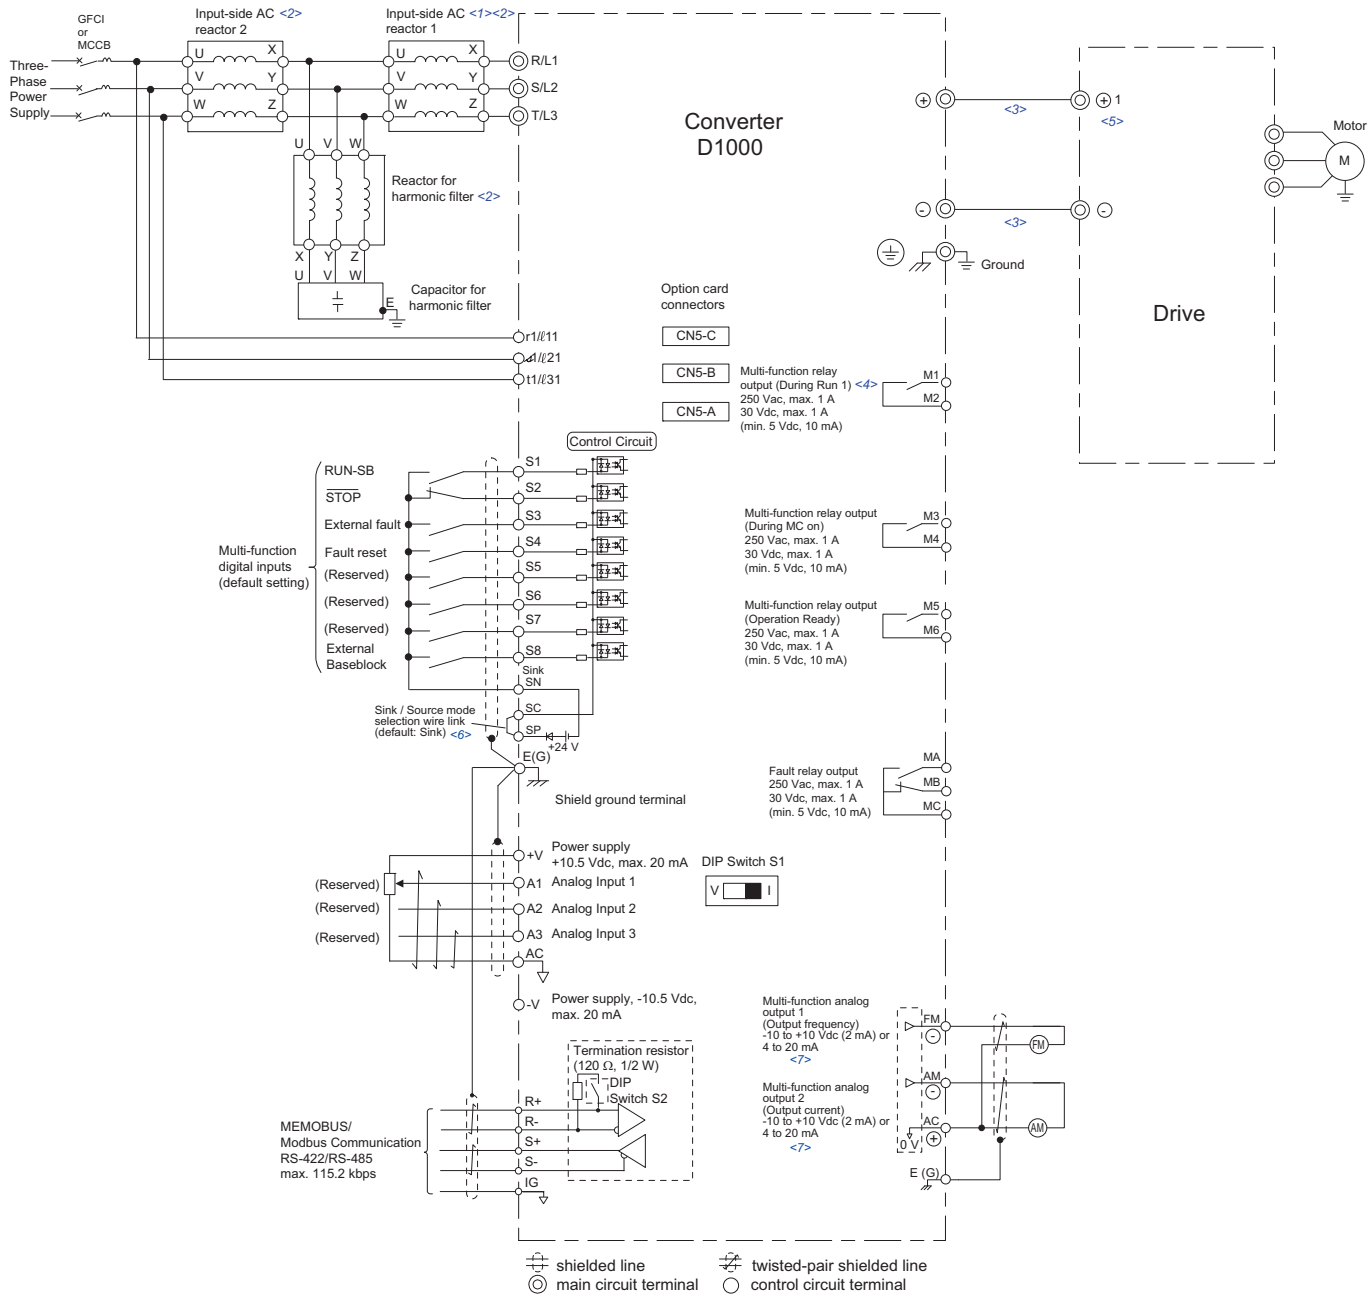 GFCI
or
MCCB
Input-side AC <2>
reactor 2
Input-side AC <1><2>
reactor 1
Three-
Phase
Power
Supply
U X
V Y
W Z
U X
V Y
W Z
R/L1
S/L2
T/L3
Converter
D1000
+
<3>
+ 1
<5>
-
<3>
-
Motor
M
Drive
Ground
U V W
Reactor for
harmonic filter <2>
X Y Z
U V W
E
Capacitor for
harmonic filter
r1/ℓ11
1/ℓ21
t1/ℓ31
Option card
connectors
CN5-C
CN5-B
CN5-A
Multi-function relay
output (During Run 1) <4>
250 Vac, max. 1 A
30 Vdc, max. 1 A
(min. 5 Vdc, 10 mA)
M1
M2
Control Circuit
Multi-function
digital inputs
(default setting)
RUN-SB
STOP
External fault
Fault reset
(Reserved)
(Reserved)
(Reserved)
External
Baseblock
S1
S2
S3
S4
S5
S6
S7
S8
Sink
SN
SC
SP
+24 V
Sink / Source mode
selection wire link
(default: Sink) <6>
E(G)
Shield ground terminal
Multi-function relay output
(During MC on)
250 Vac, max. 1 A
30 Vdc, max. 1 A
(min. 5 Vdc, 10 mA)
M3
M4
Multi-function relay output
(Operation Ready)
250 Vac, max. 1 A
30 Vdc, max. 1 A
(min. 5 Vdc, 10 mA)
M5
M6
Fault relay output
250 Vac, max. 1 A
30 Vdc, max. 1 A
(min. 5 Vdc, 10 mA)
MA
MB
MC
+V
Power supply
+10.5 Vdc, max. 20 mA
(Reserved)
A1 Analog Input 1
(Reserved)
A2 Analog Input 2
(Reserved)
A3 Analog Input 3
AC
-V Power supply, -10.5 Vdc,
max. 20 mA
DIP Switch S1
V I
Termination resistor
(120 Ω, 1/2 W)
DIP
Switch S2
MEMOBUS/
Modbus Communication
RS-422/RS-485
max. 115.2 kbps
R+
R-
S+
S-
IG
Multi-function analog
output 1
(Output frequency)
-10 to +10 Vdc (2 mA) or
4 to 20 mA
<7>
Multi-function analog
output 2
(Output current)
-10 to +10 Vdc (2 mA) or
4 to 20 mA
<7>
FM
-
FM
AM
-
AC
+
0 V
AM
E (G)
shielded line
twisted-pair shielded line
main circuit terminal
control circuit terminal